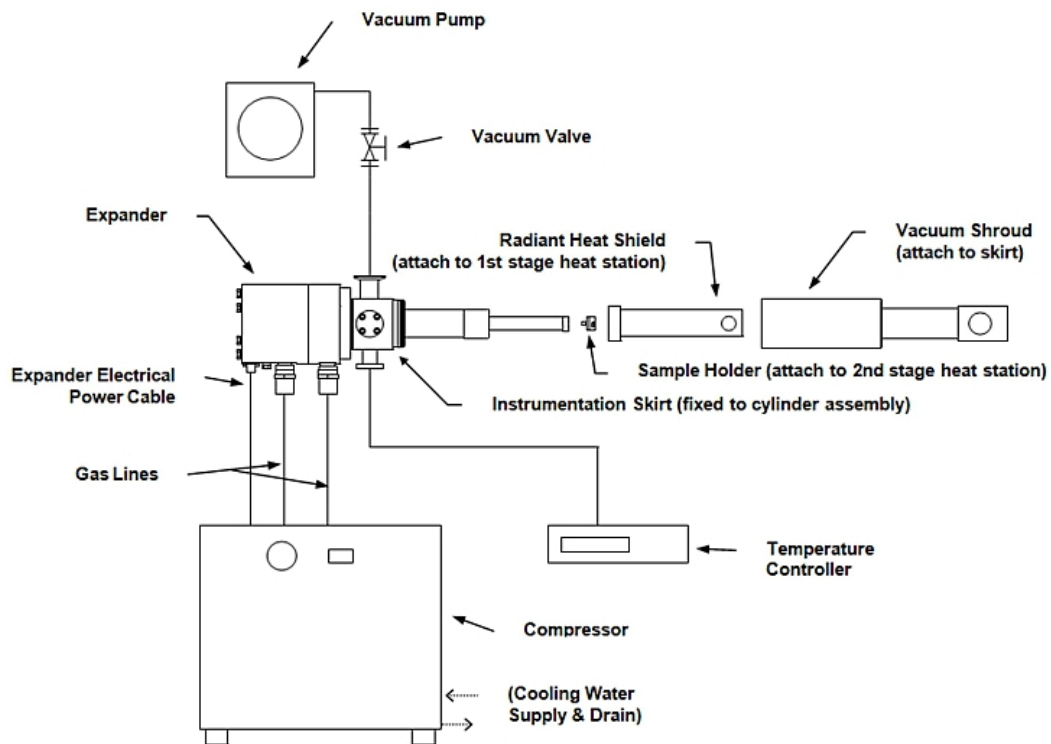 Vacuum Pump
Vacuum Valve
Expander
Radiant Heat Shield
(attach to 1st stage heat station)
Vacuum Shroud
(attach to skirt)
Sample Holder (attach to 2nd stage heat station)
Expander Electrical
Power Cable
Instrumentation Skirt (fixed to cylinder assembly)
Gas Lines
Temperature
Controller
Compressor
(Cooling Water
Supply & Drain)